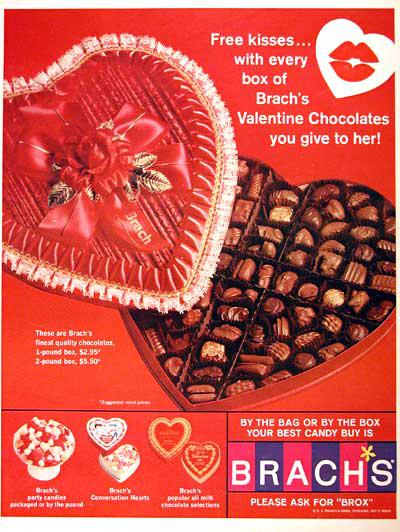 Free kisses...
with every
box of
Brach's
Valentine Chocolates
you give to her!
Brach
These are Brach's
finest quality chocolates,
1-pound box, $2.95*
2-pound box, $5.50*
*Suggested retail prices
Brach's
party candies
packaged or by the pound
Brach's
Conversation Hearts
Brach's
popular all milk
chocolate selections
BY THE BAG OR BY THE BOX
YOUR BEST CANDY BUY IS
BRACH'S
PLEASE ASK FOR "BROX"